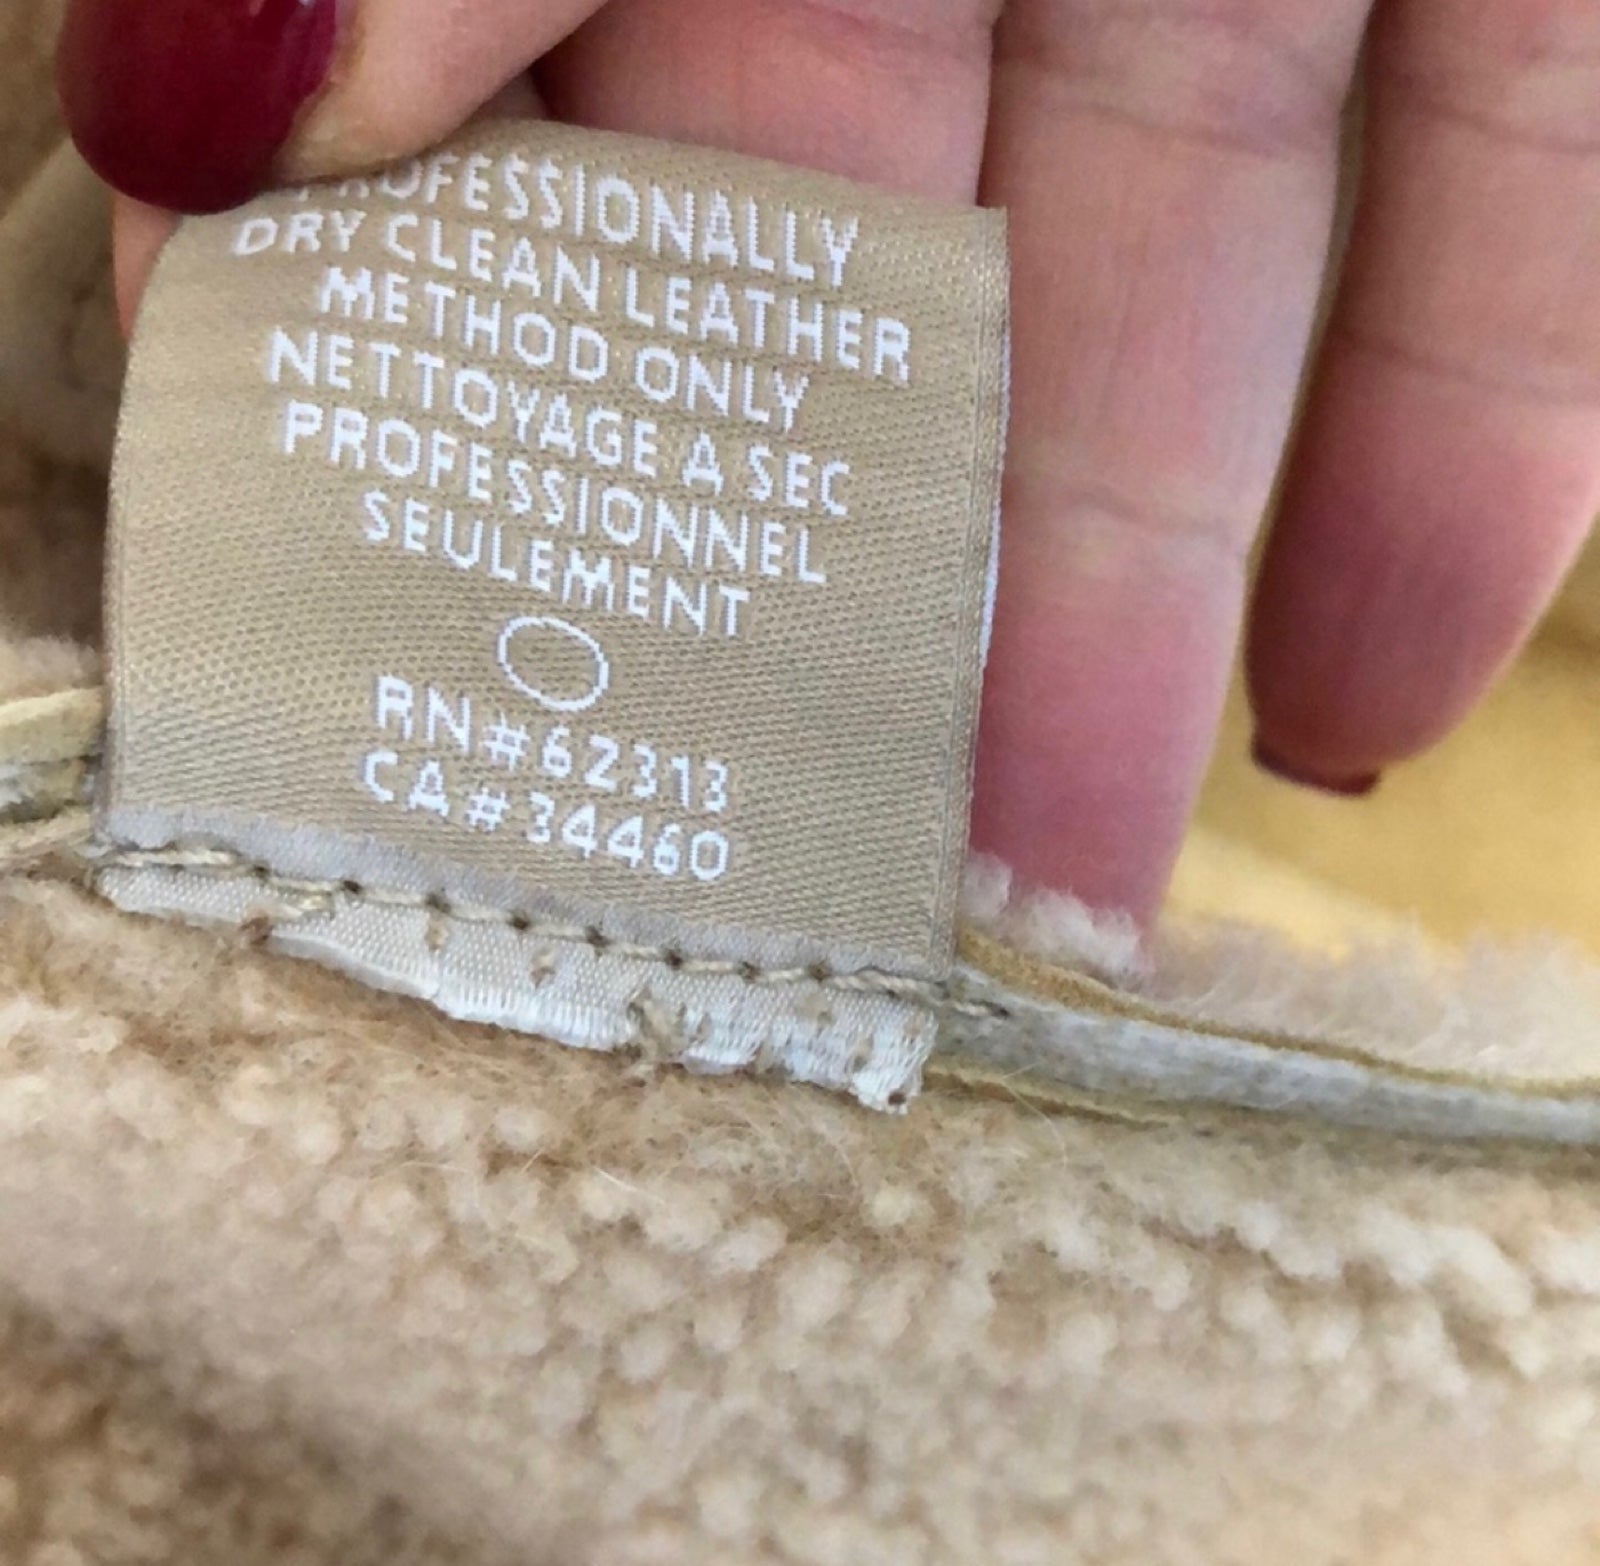 PROFESSIONALLY
DRY CLEAN LEATHER
METHOD ONLY
NETTOYAGE A SEC
PROFESSIONNEL
SEULEMENT
RN#62313
CA#34460